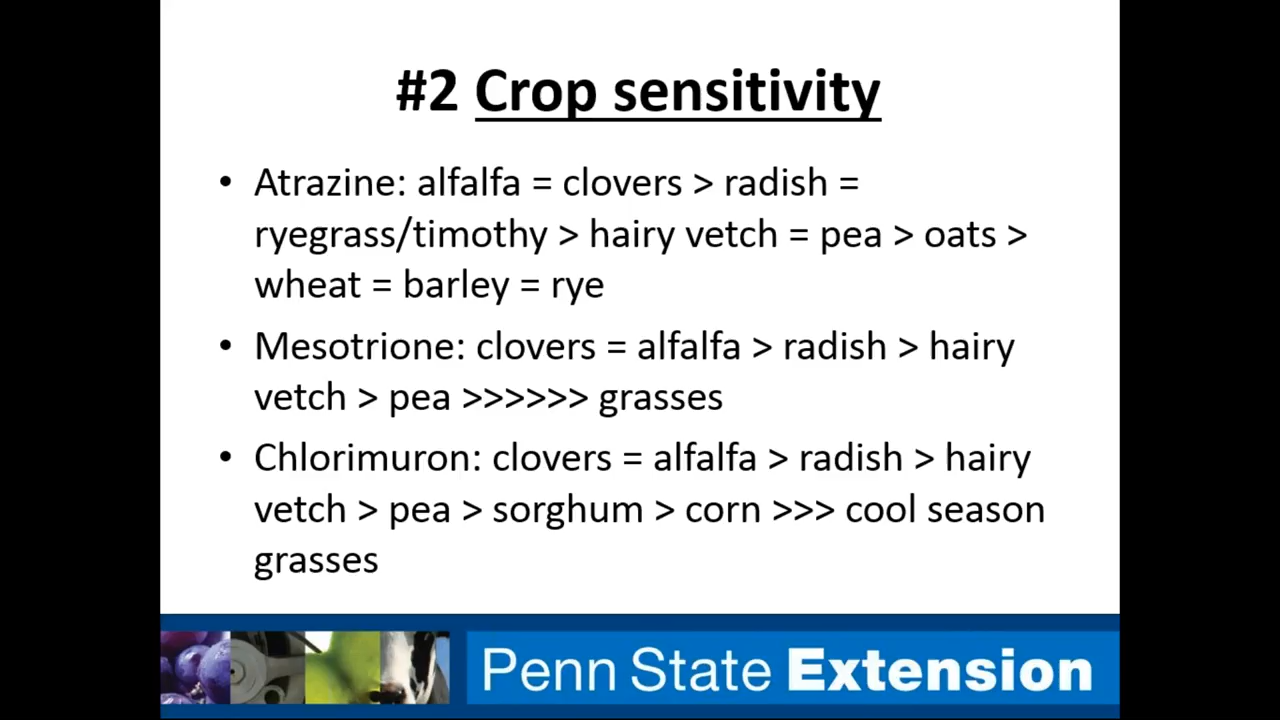 #2 Crop sensitivity
• Atrazine: alfalfa = clovers > radish =
ryegrass/timothy > hairy vetch = pea > oats >
wheat = barley = rye
• Mesotrione: clovers = alfalfa > radish > hairy
vetch > pea >>>>>> grasses
• Chlorimuron: clovers = alfalfa > radish > hairy
vetch > pea > sorghum > corn >>> cool season
grasses
Penn State Extension